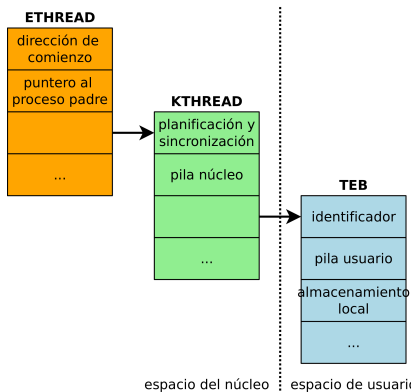 ETHREAD
dirección de
comienzo
puntero al
proceso padre
...
KTHREAD
planificación y
sincronización
pila núcleo
...
TEB
identificador
pila usuario
almacenamiento
local
...
espacio del núcleo
espacio de usuario